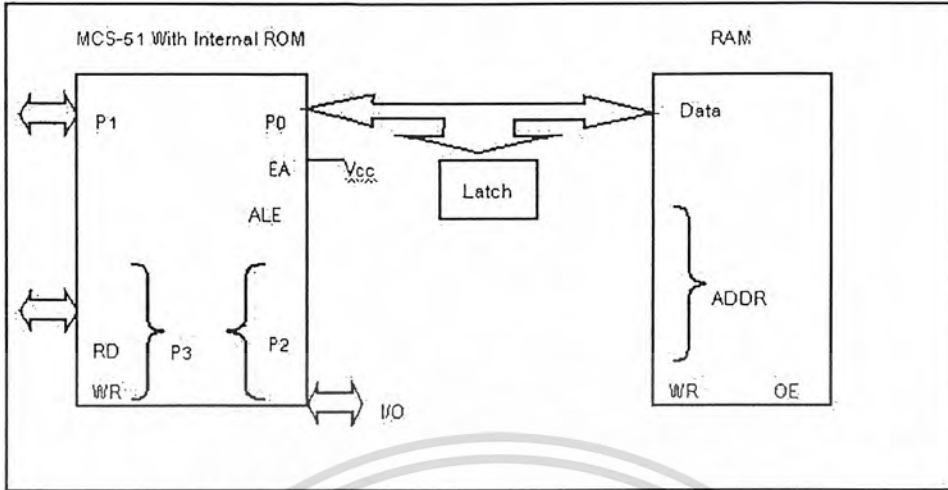 MCS-51 With Internal ROM
RAM
P1
P0
Data
EA
Vcc
Latch
ALE
ADDR
RD
P3
P2
WR
WR
OE
I/O